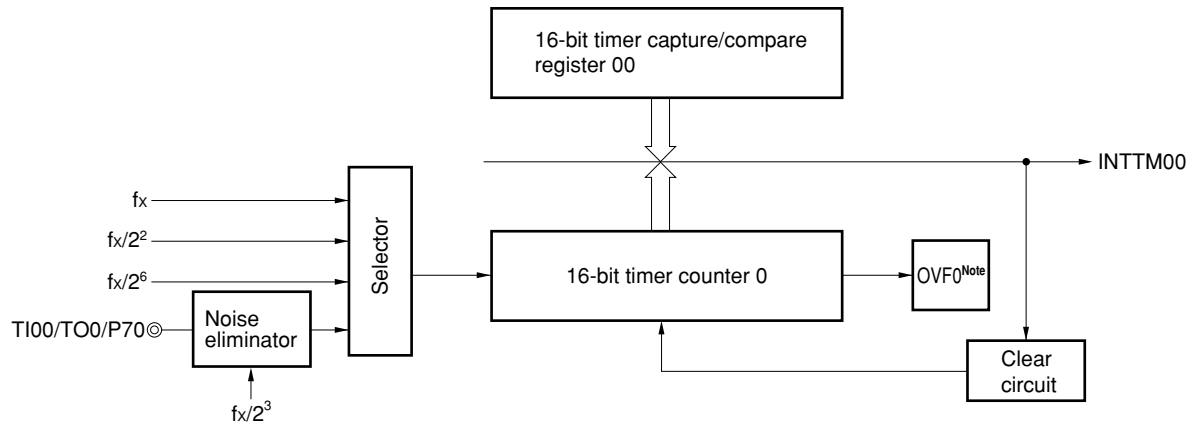 16-bit timer capture/compare
register 00
INTTM00
fx
fx/2²
fx/2⁶
TI00/TO0/P70
Noise
eliminator
fx/2³
Selector
16-bit timer counter 0
OVF0Note
Clear
circuit